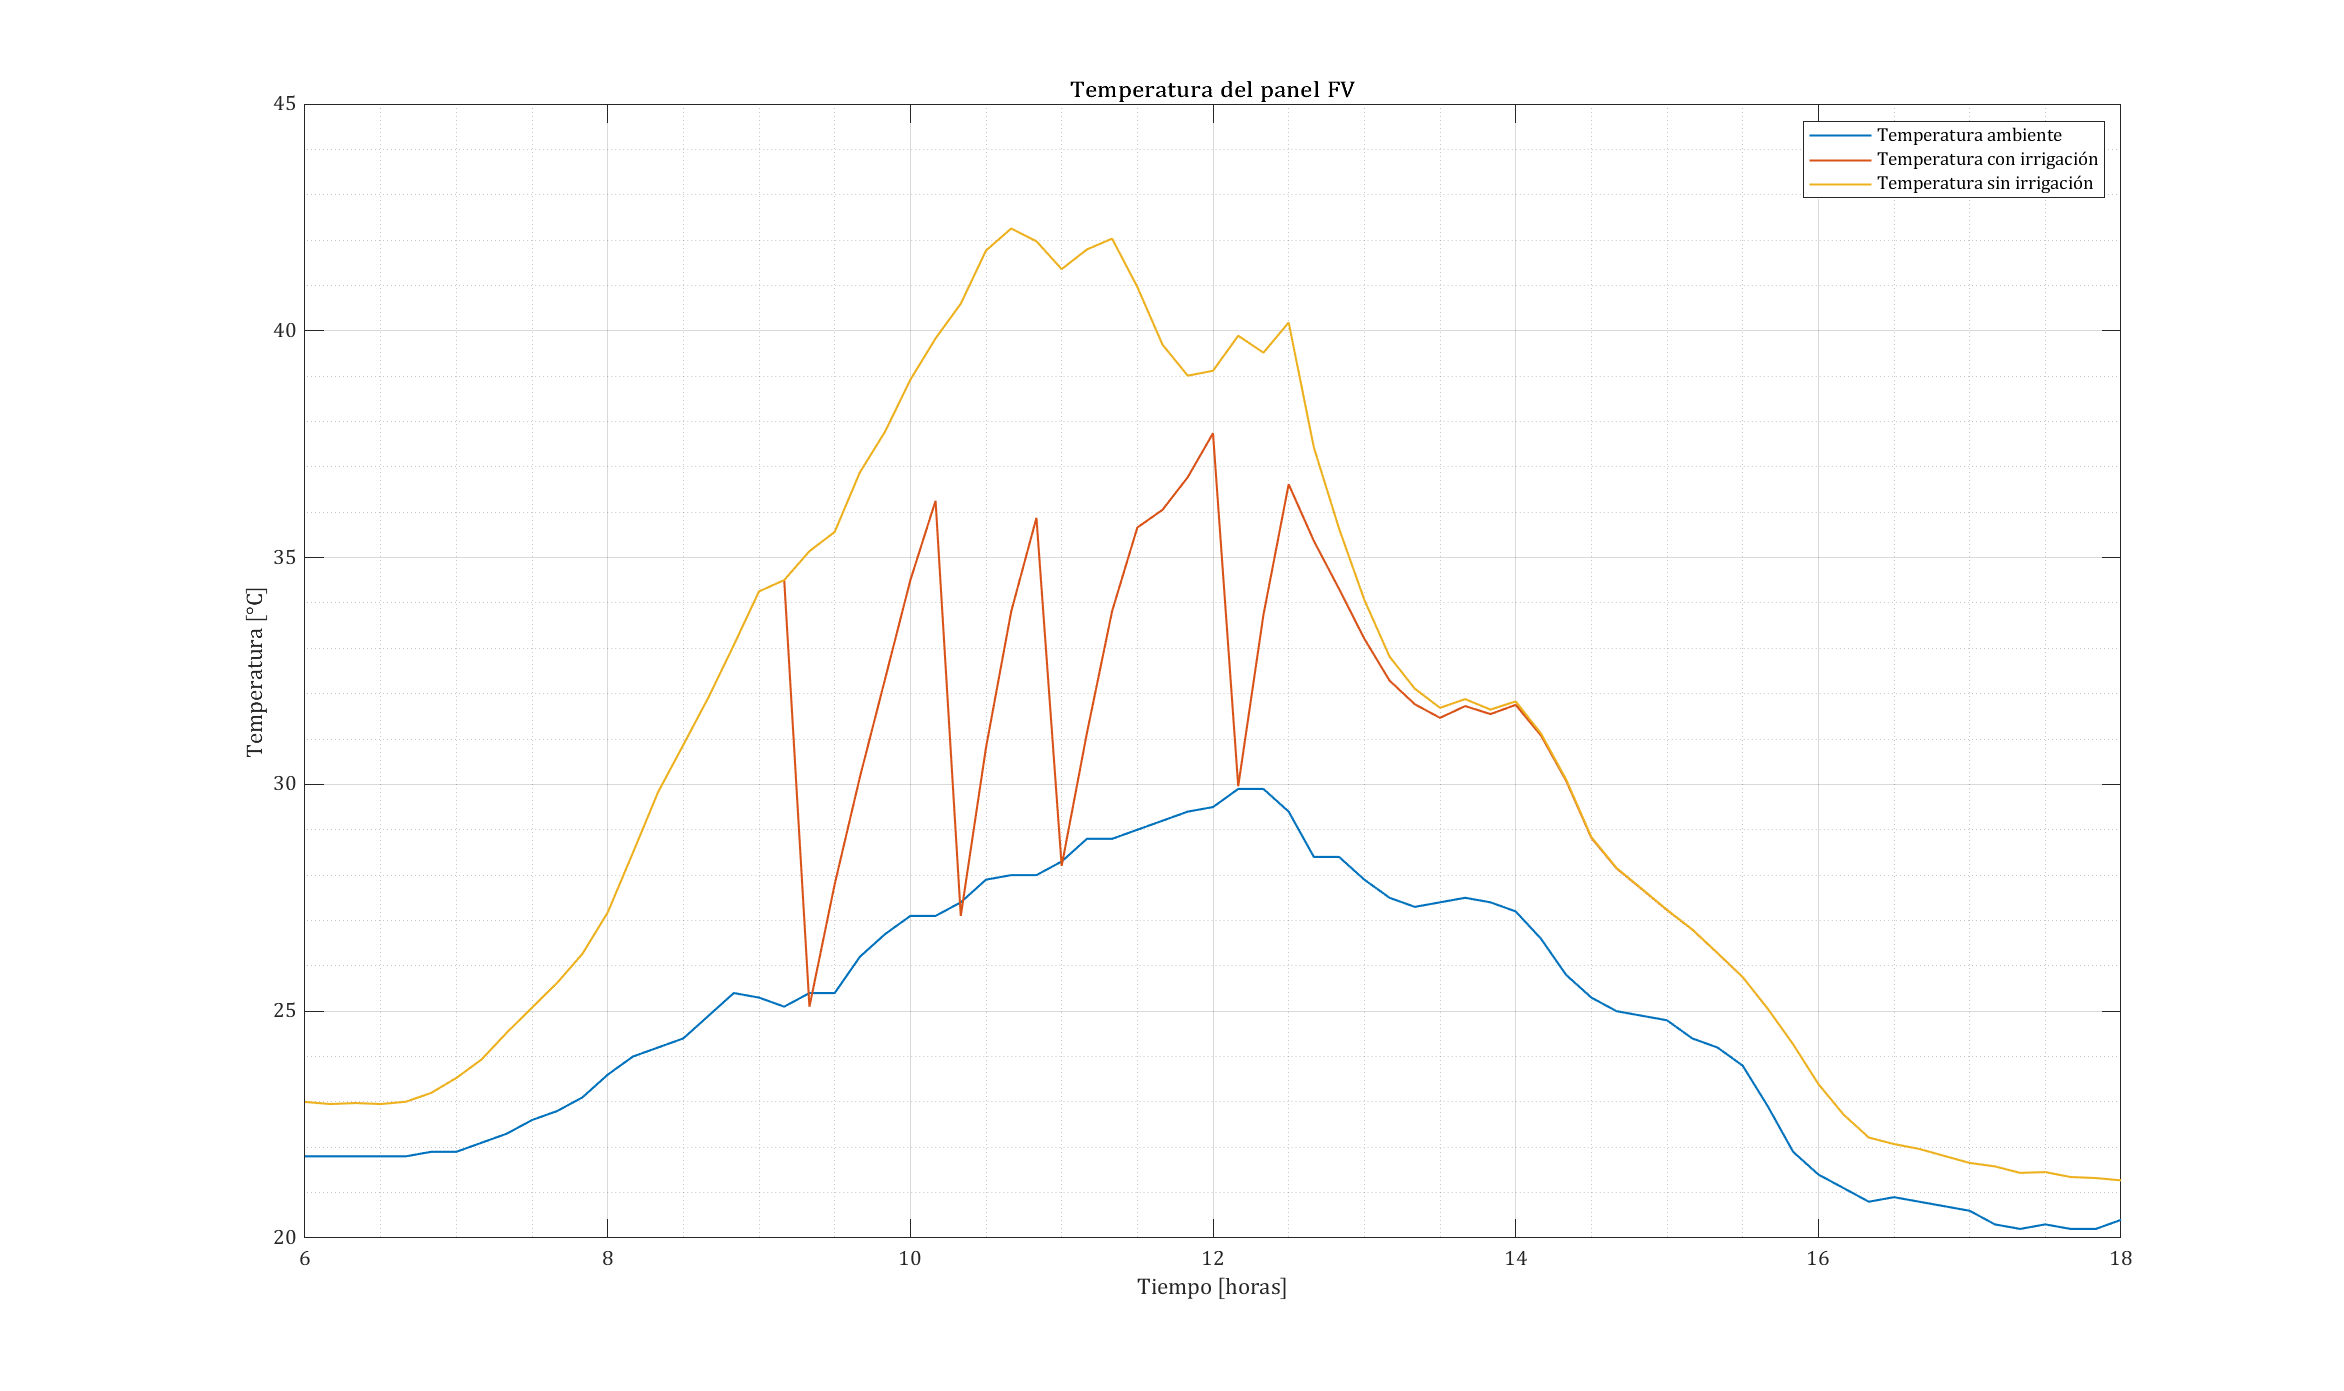 Temperatura del panel FV
45
40
35
30
25
20
Temperatura [°C]
Temperatura ambiente
Temperatura con irrigación
Temperatura sin irrigación
6 8 10 12 14 16 18
Tiempo [horas]